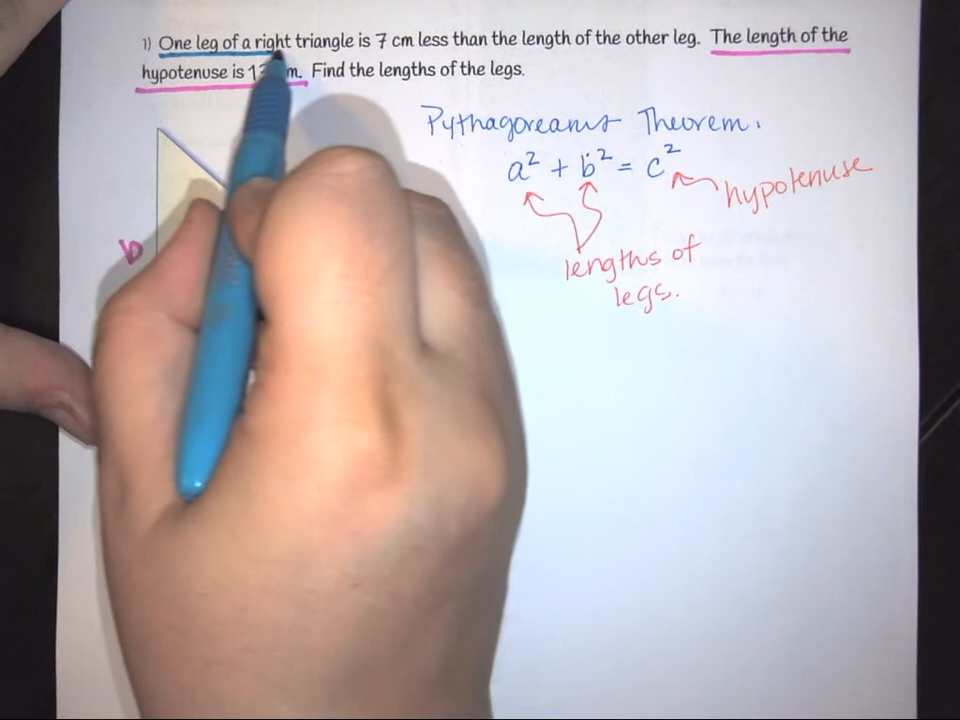 1) One leg of a right triangle is 7 cm less than the length of the other leg. The length of the
hypotenuse is Find the lengths of the legs.
Pythagoreams Theorem.
a² + b² = c²
hypotenuse
lengths of
legs.
b